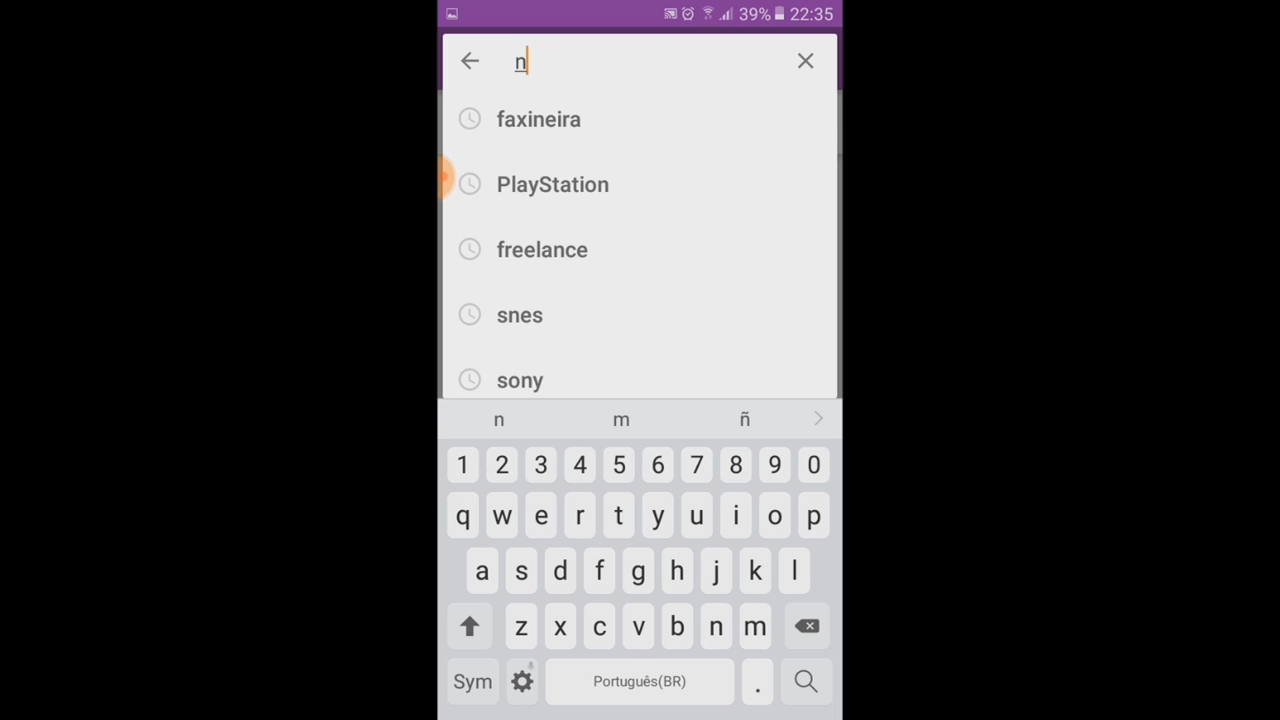 39% 22:35
n
faxineira
PlayStation
freelance
snes
sony
n m ñ
1 2 3 4 5 6 7 8 9 0
q w e r t y u i o p
a s d f g h j k l
z x c v b n m
Sym Português(BR) .